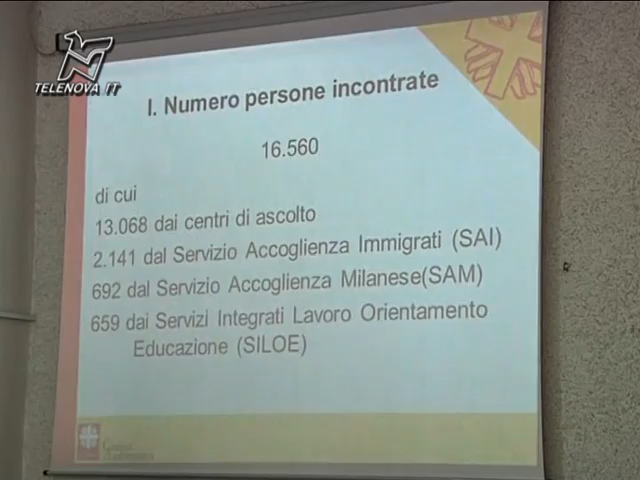 TELENOVA IT
I. Numero persone incontrate
16.560
di cui
13.068 dai centri di ascolto
2.141 dal Servizio Accoglienza Immigrati (SAI)
692 dal Servizio Accoglienza Milanese(SAM)
659 dai Servizi Integrati Lavoro Orientamento
Educazione (SILOE)